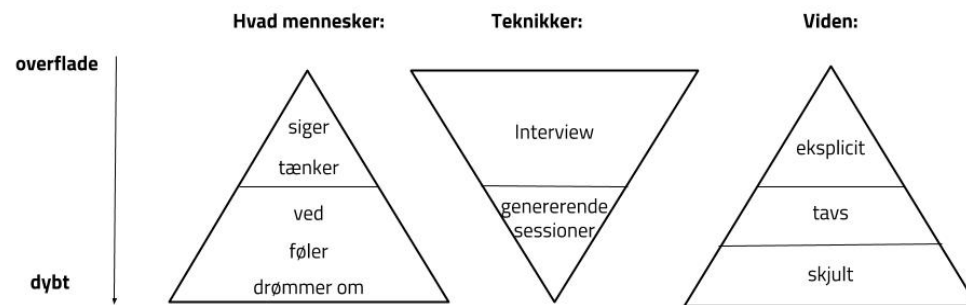 Hvad mennesker:
Teknikker:
Viden:
overflade
dybt
siger
tænker
ved
føler
drømmer om
Interview
genererende
sessioner
eksplicit
tavs
skjult